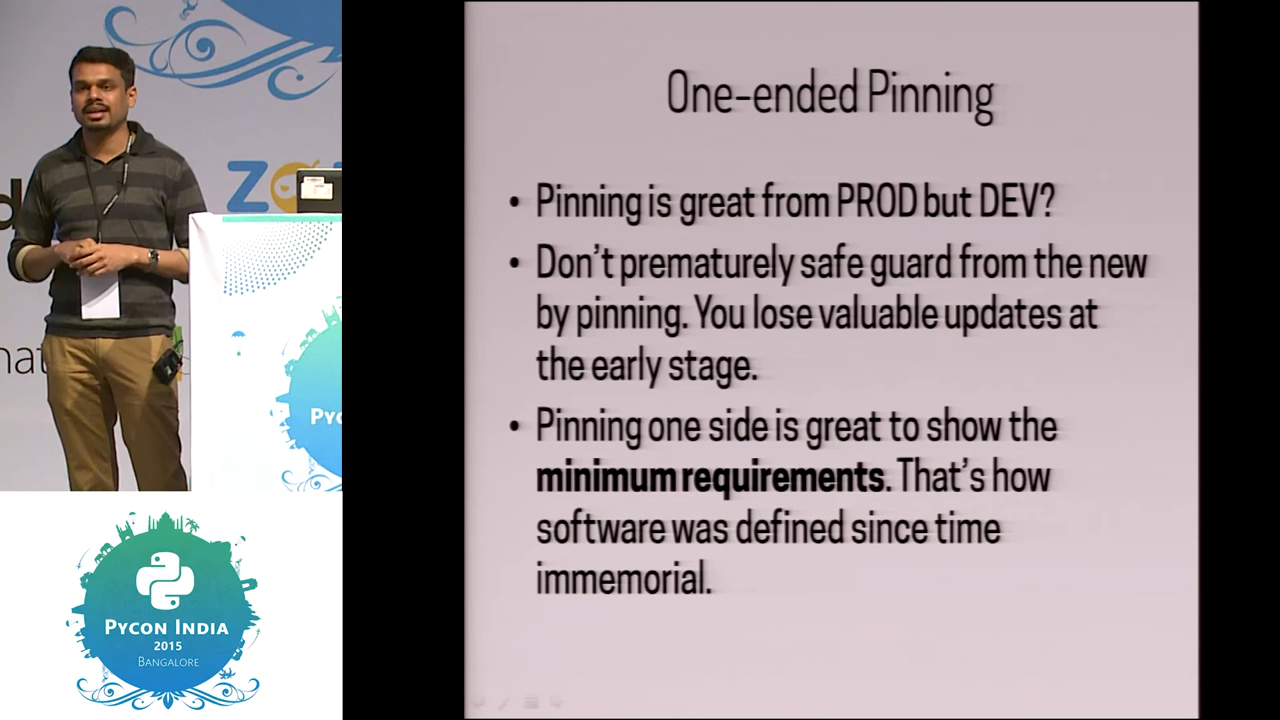 One-ended Pinning
• Pinning is great from PROD but DEV?
• Don't prematurely safe guard from the new
by pinning. You lose valuable updates at
the early stage.
• Pinning one side is great to show the
minimum requirements. That's how
software was defined since time
immemorial.
PYCON INDIA
2015
BANGALORE